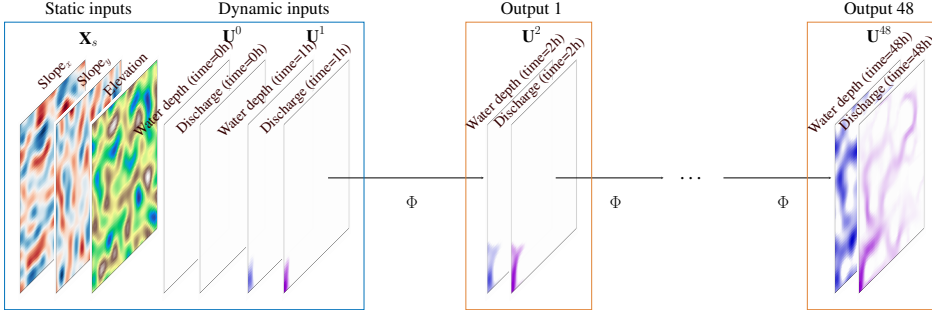 Static inputs
Dynamic inputs
Output 1
Output 48
X_s
U^0
U^1
U^2
U^48
Slope_x
Slope_y
Elevation
Water depth (time=0h)
Discharge (time=0h)
Water depth (time=1h)
Discharge (time=1h)
Water depth (time=2h)
Discharge (time=2h)
Water depth (time=48h)
Discharge (time=48h)
Φ
Φ
...
Φ